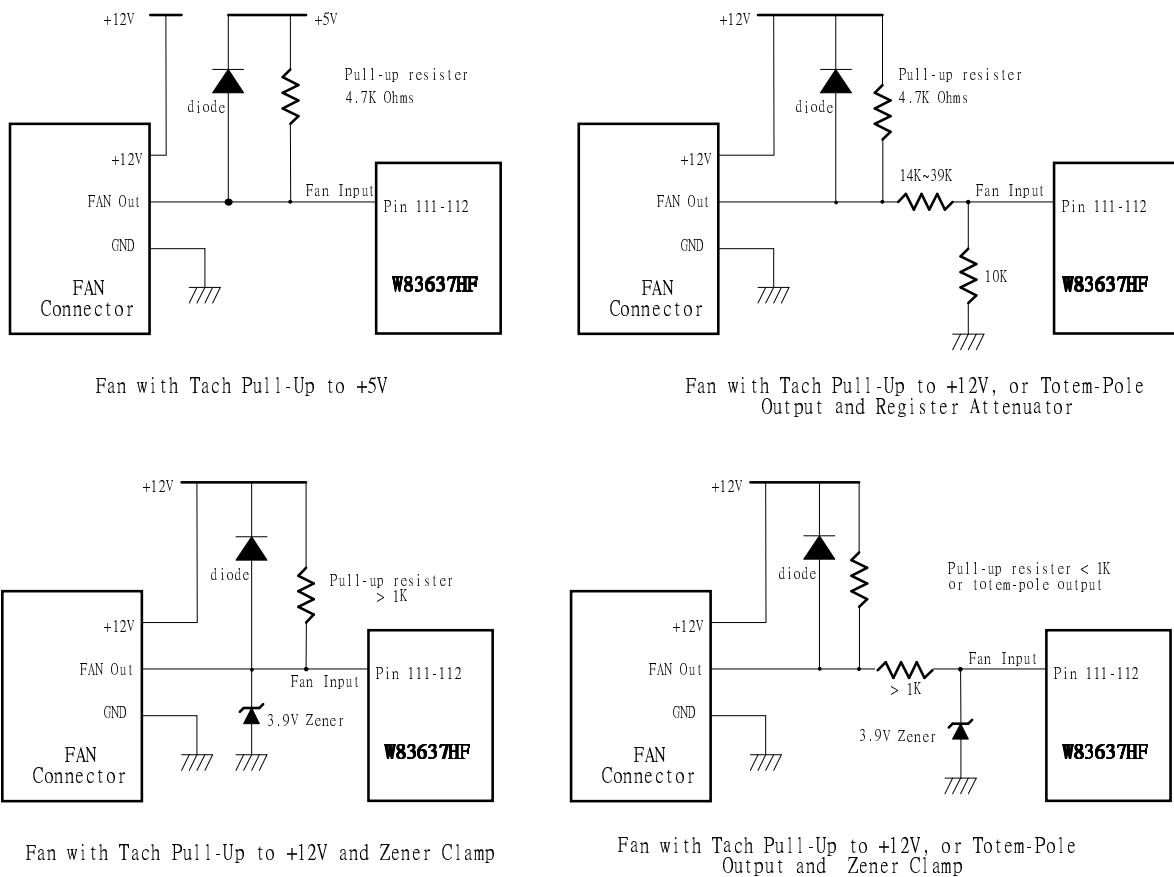 +12V
+5V
Pull-up resister
4.7K Ohms
diode
+12V
FAN Out
GND
FAN
Connector
Fan Input
Pin 111-112
W83637HF
Fan with Tach Pull-Up to +5V
+12V
Pull-up resister
4.7K Ohms
diode
+12V
FAN Out
GND
FAN
Connector
14K~39K
Fan Input
10K
Pin 111-112
W83637HF
Fan with Tach Pull-Up to +12V, or Totem-Pole
Output and Register Attenuator
+12V
diode
Pull-up resister
> 1K
+12V
FAN Out
GND
FAN
Connector
Fan Input
3.9V Zener
Pin 111-112
W83637HF
Fan with Tach Pull-Up to +12V and Zener Clamp
+12V
diode
Pull-up resister < 1K
or totem-pole output
+12V
FAN Out
GND
FAN
Connector
> 1K
Fan Input
3.9V Zener
Pin 111-112
W83637HF
Fan with Tach Pull-Up to +12V, or Totem-Pole
Output and Zener Clamp